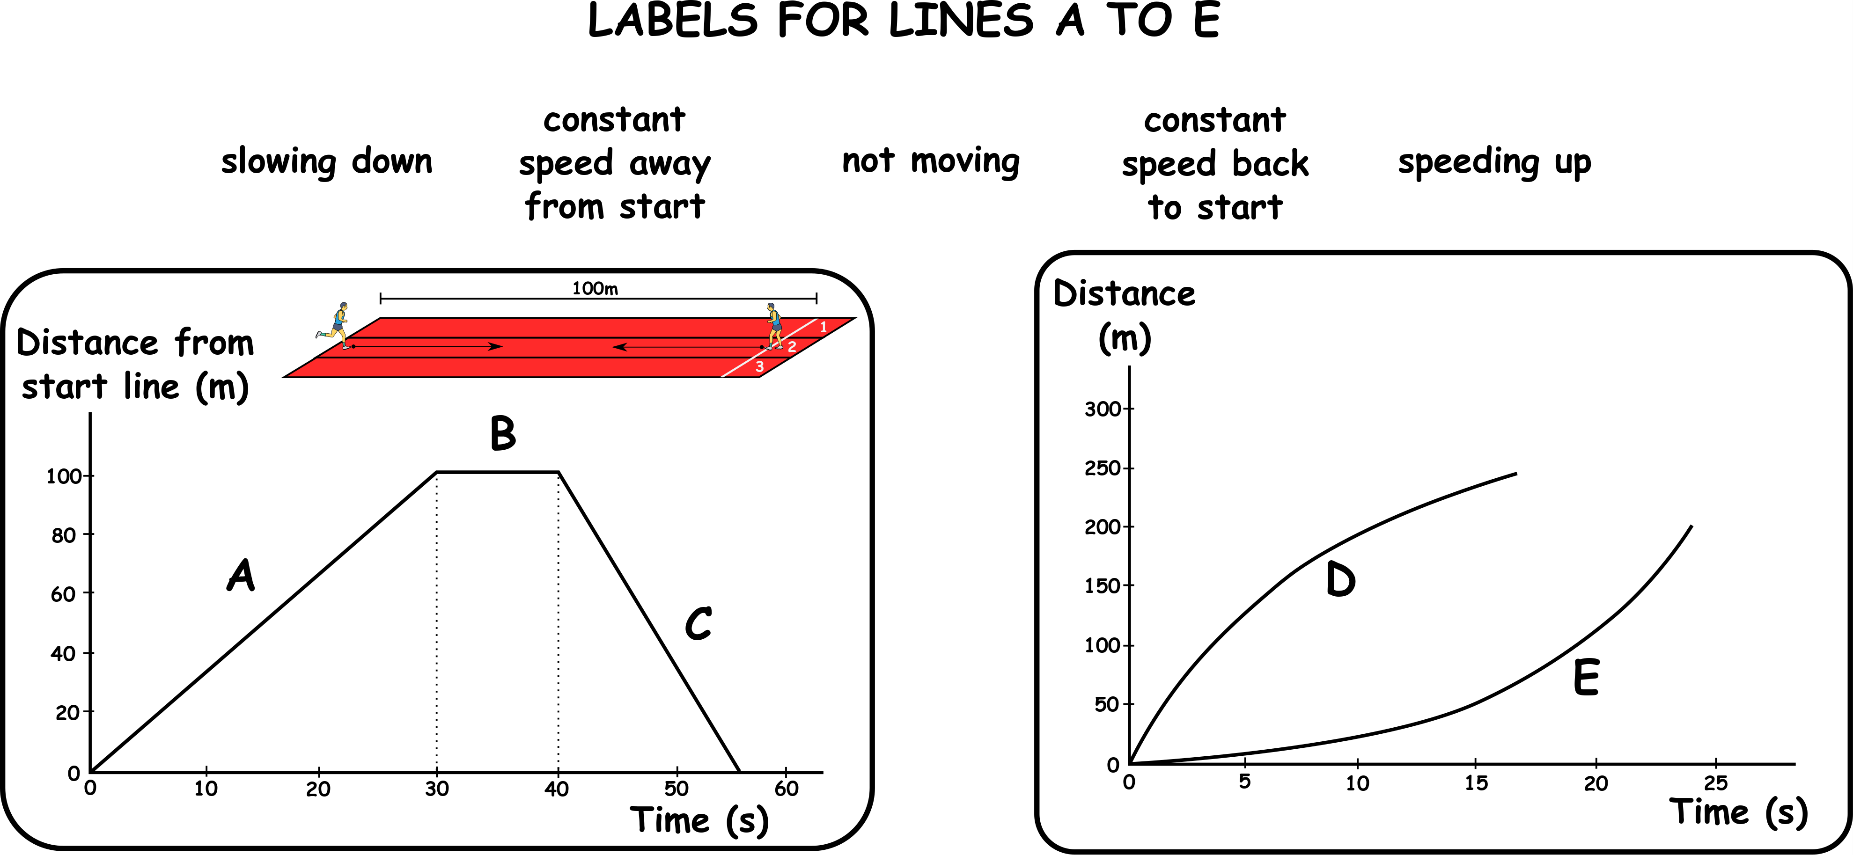 LABELS FOR LINES A TO E
slowing down
constant
speed away
from start
not moving
constant
speed back
to start
speeding up
100m
1
2
3
Distance from
start line (m)
B
A
C
100
80
60
40
20
0
0 10 20 30 40 50 60
Time (s)
Distance
(m)
300
250
200
150
100
50
0
D
E
0 5 10 15 20 25
Time (s)